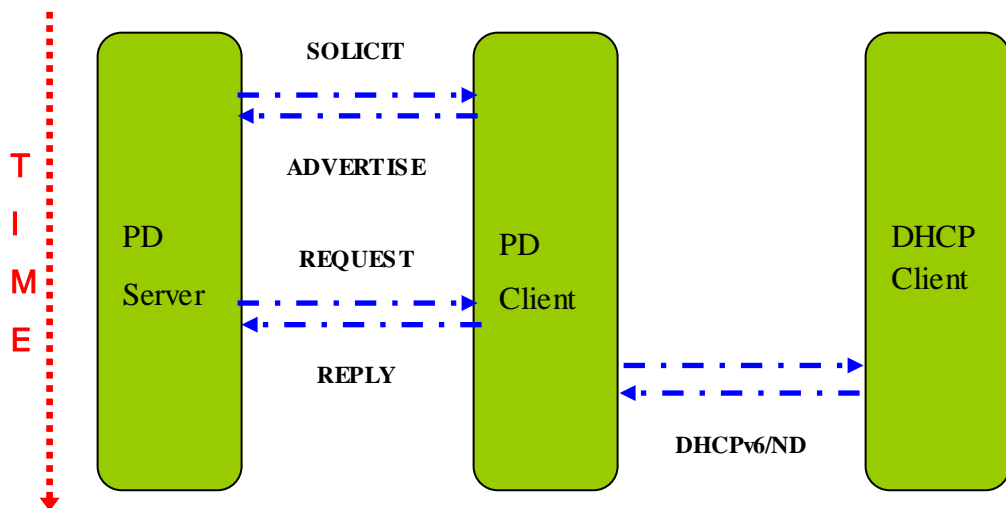 T
I
M
E
PD
Server
SOLICIT
ADVERTISE
REQUEST
REPLY
PD
Client
DHCPv6/ND
DHCP
Client